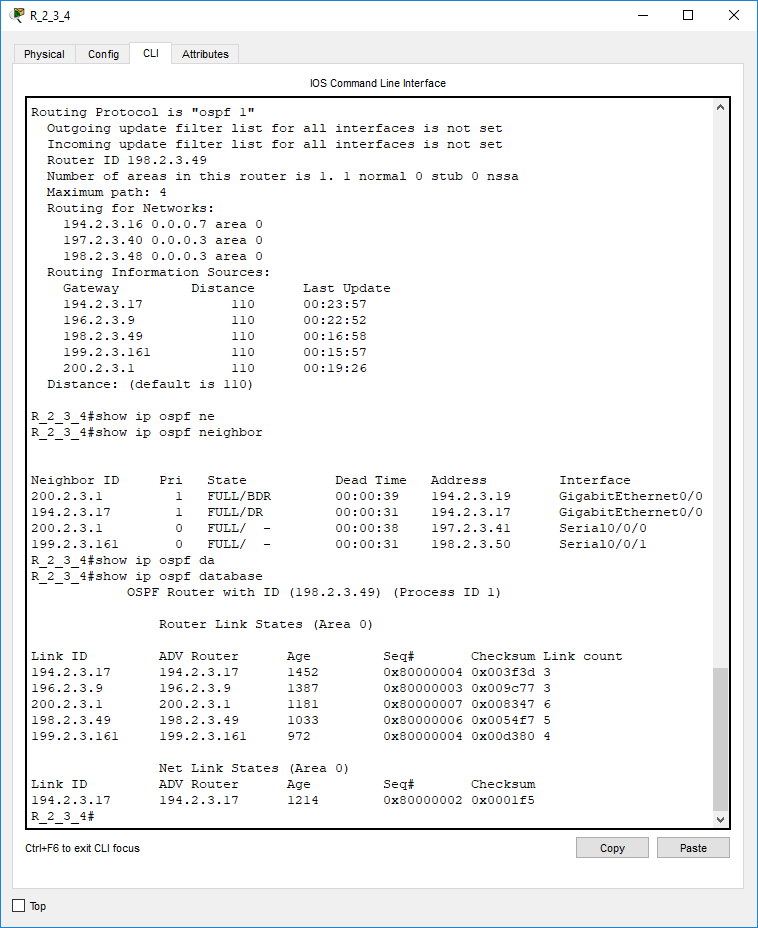 R_2_3_4
Physical Config CLI Attributes
IOS Command Line Interface
Routing Protocol is "ospf 1"
Outgoing update filter list for all interfaces is not set
Incoming update filter list for all interfaces is not set
Router ID 198.2.3.49
Number of areas in this router is 1. 1 normal 0 stub 0 nssa
Maximum path: 4
Routing for Networks:
194.2.3.16 0.0.0.7 area 0
197.2.3.40 0.0.0.3 area 0
198.2.3.48 0.0.0.3 area 0
Routing Information Sources:
Gateway Distance Last Update
194.2.3.17 110 00:23:57
196.2.3.9 110 00:22:52
198.2.3.49 110 00:16:58
199.2.3.161 110 00:15:57
200.2.3.1 110 00:19:26
Distance: (default is 110)
R_2_3_4#show ip ospf ne
R_2_3_4#show ip ospf neighbor
Neighbor ID Pri State Dead Time Address Interface
200.2.3.1 1 FULL/BDR 00:00:39 194.2.3.19 GigabitEthernet0/0
194.2.3.17 1 FULL/DR 00:00:31 194.2.3.17 GigabitEthernet0/0
200.2.3.1 0 FULL/ - 00:00:38 197.2.3.41 Serial0/0/0
199.2.3.161 0 FULL/ - 00:00:31 198.2.3.50 Serial0/0/1
R_2_3_4#show ip ospf da
R_2_3_4#show ip ospf database
OSPF Router with ID (198.2.3.49) (Process ID 1)
Router Link States (Area 0)
Link ID ADV Router Age Seq# Checksum Link count
194.2.3.17 194.2.3.17 1452 0x80000004 0x003f3d 3
196.2.3.9 196.2.3.9 1387 0x80000003 0x009c77 3
200.2.3.1 200.2.3.1 1181 0x80000007 0x008347 6
198.2.3.49 198.2.3.49 1033 0x80000006 0x0054f7 5
199.2.3.161 199.2.3.161 972 0x80000004 0x00d380 4
Net Link States (Area 0)
Link ID ADV Router Age Seq# Checksum
194.2.3.17 194.2.3.17 1214 0x80000002 0x0001f5
R_2_3_4#
Ctrl+F6 to exit CLI focus Copy Paste
Top